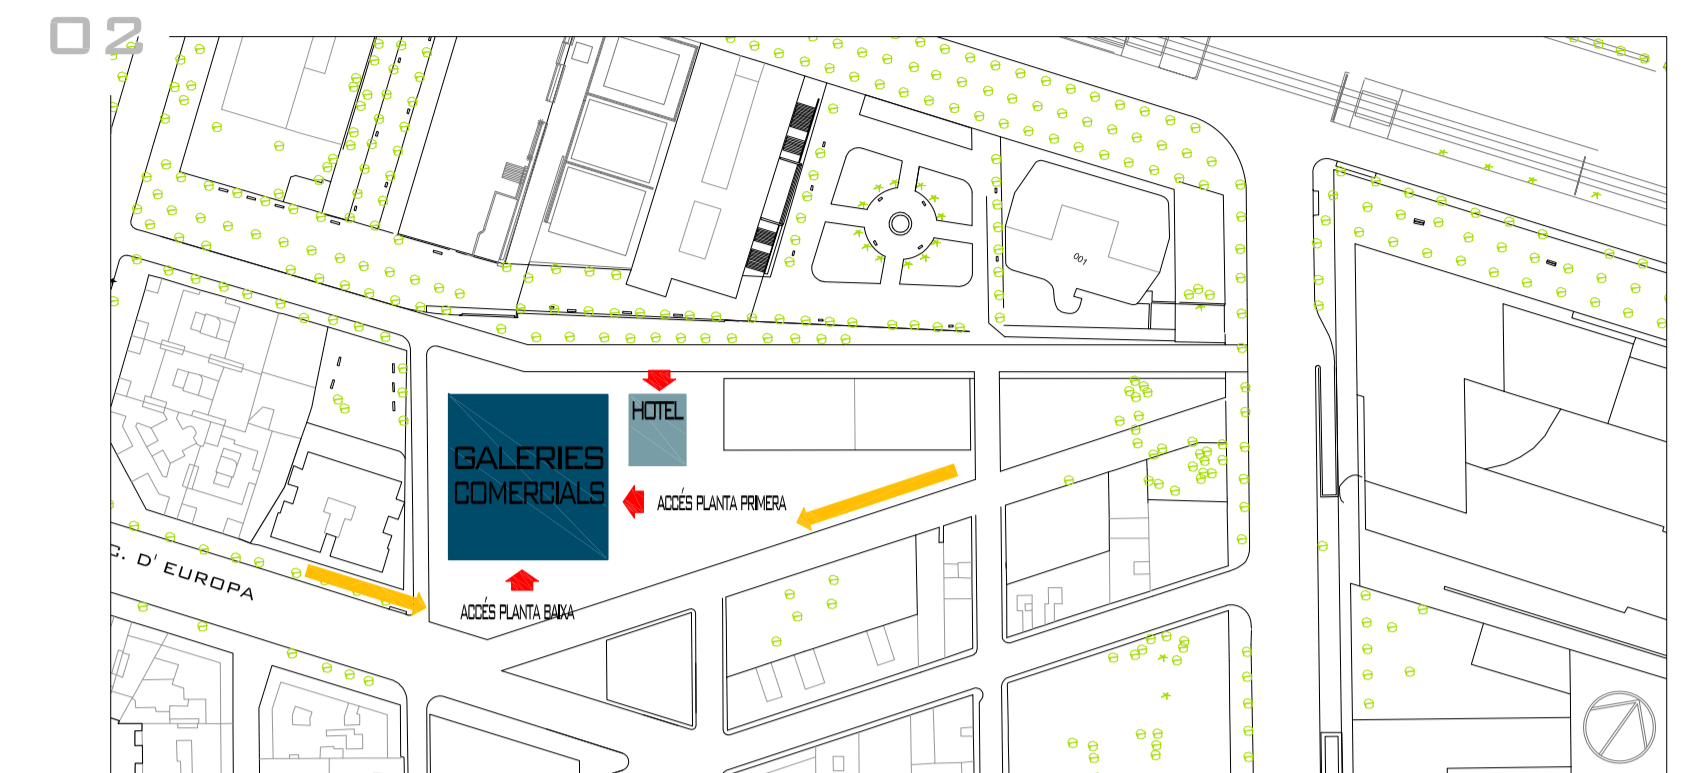 02
001
HOTEL
GALERIES
COMERCIALS
ACCÉS PLANTA PRIMERA
C. D' EUROPA
ACCÉS PLANTA BAIXA